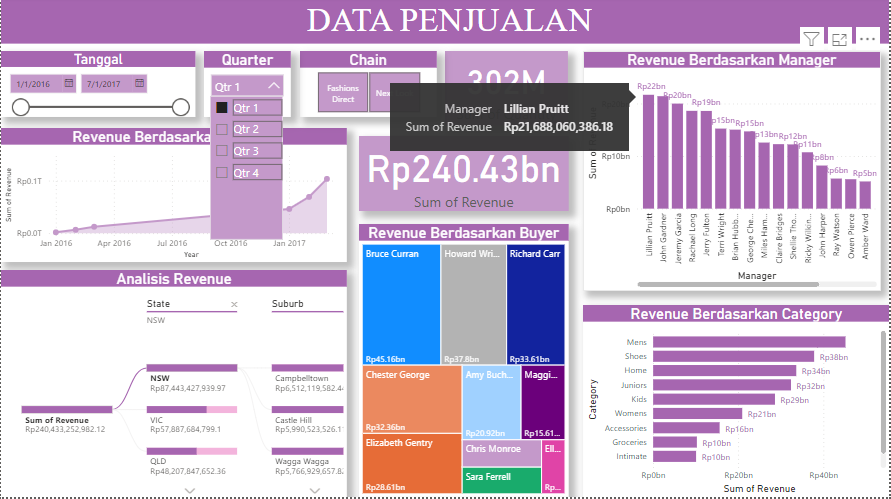 DATA PENJUALAN
Tanggal
1/1/2016
7/1/2017
Quarter
Qtr 1
Qtr 1
Qtr 2
Qtr 3
Qtr 4
Chain
Fashions
Direct
302M
Manager Lillian Pruitt
Sum of Revenue Rp21,688,060,386.18
Rp240.43bn
Sum of Revenue
Revenue Berdasarkan Manager
Rp22bn
Rp20bn
Rp19bn
Rp15bn
Rp15bn
Rp13bn
Rp12bn
Rp11bn
Rp8bn
Rp6bn
Rp5bn
Rp10bn
Rp0bn
Lillian Pruitt
John Gardner
Jeremy Garcia
Rachael Long
Jerry Fulton
Terri Wright
Brian Hubb...
George Che...
Miles Ham...
Claire Bridges
Shellie Tho...
Ricky Wilkin...
John Harper
Ray Watson
Owen Pierce
Amber Ward
Manager
Revenue Berdasarka
Sum of Revenue
Rp0.1T
Rp0.0T
Jan 2016
Apr 2016
Jul 2016
Oct 2016
Jan 2017
Year
Analisis Revenue
State
NSW
Suburb
Sum of Revenue
Rp240,433,252,982.12
NSW
Rp87,443,427,939.97
VIC
Rp57,887,684,799.1
QLD
Rp48,207,847,652.36
Campbelltown
Rp6,512,119,582.4
Castle Hill
Rp5,990,523,526.1
Wagga Wagga
Rp5,766,929,657.8
Revenue Berdasarkan Buyer
Bruce Curran
Rp45.16bn
Howard Wri...
Rp37.8bn
Richard Carr
Rp33.61bn
Chester George
Rp32.36bn
Amy Buch...
Rp20.92bn
Maggi...
Rp15.61...
Elizabeth Gentry
Rp28.61bn
Chris Monroe
Ell...
Rp...
Sara Ferrell
Revenue Berdasarkan Category
Category
Mens
Shoes
Rp38bn
Home
Rp34bn
Juniors
Rp32bn
Kids
Rp29bn
Womens
Rp21bn
Accessories
Rp16bn
Groceries
Rp10bn
Intimate
Rp10bn
Rp0bn
Rp20bn
Rp40bn
Sum of Revenue